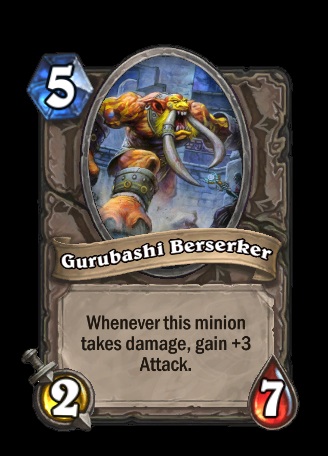 5
Gurubashi Berserker
Whenever this minion
takes damage, gain +3
Attack.
2
7